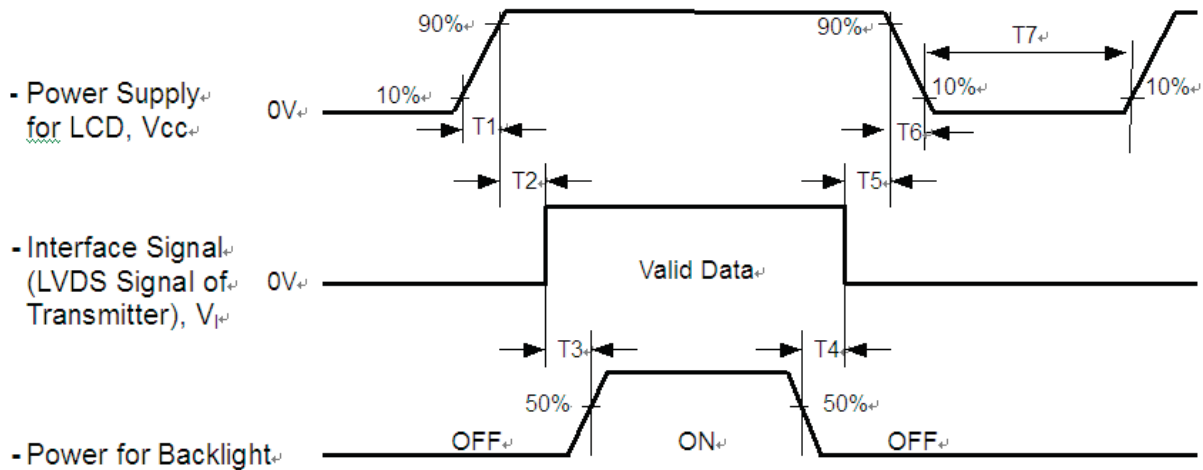 90%
90%
T7
- Power Supply
for LCD, Vcc
0V
10%
10%
10%
T1
T6
T2
T5
- Interface Signal
(LVDS Signal of
Transmitter), VI
0V
Valid Data
T3
T4
50%
50%
- Power for Backlight
OFF
ON
OFF